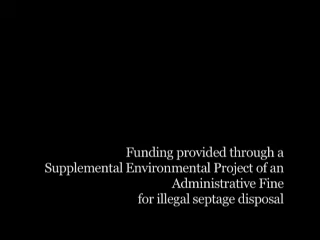 Funding provided through a
Supplemental Environmental Project of an
Administrative Fine
for illegal septage disposal